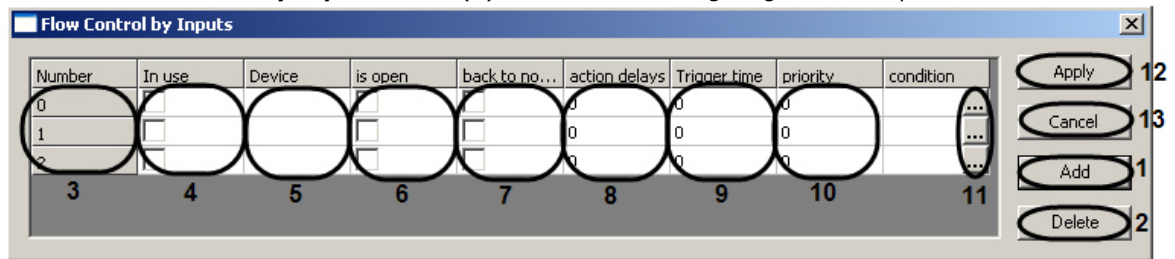 Flow Control by Inputs
Number In use Device is open back to no... action delays Trigger time priority condition
0 0 0 0 ...
1 0 0 0 ...
2 0 0 0 ...
3 4 5 6 7 8 9 10 11
Apply 12
Cancel 13
Add 1
Delete 2